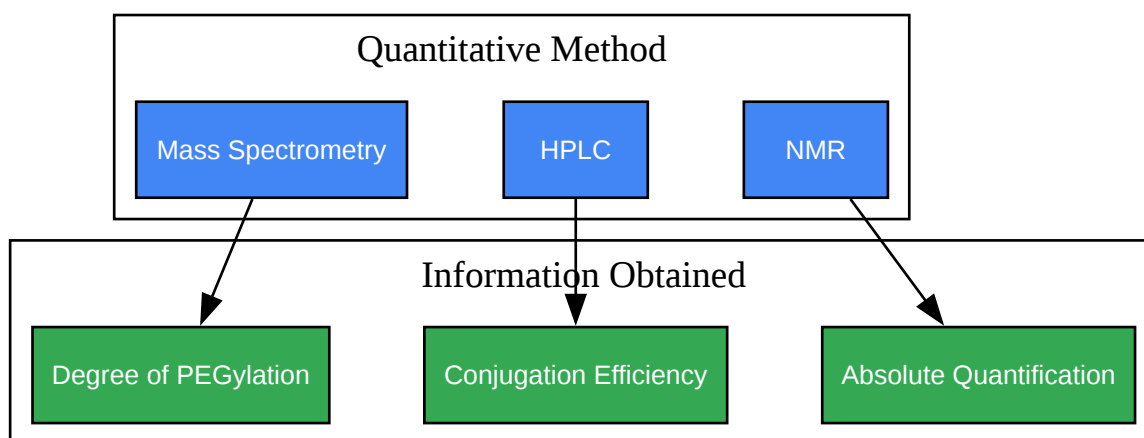 Quantitative Method
Mass Spectrometry
HPLC
NMR
Information Obtained
Degree of PEGylation
Conjugation Efficiency
Absolute Quantification